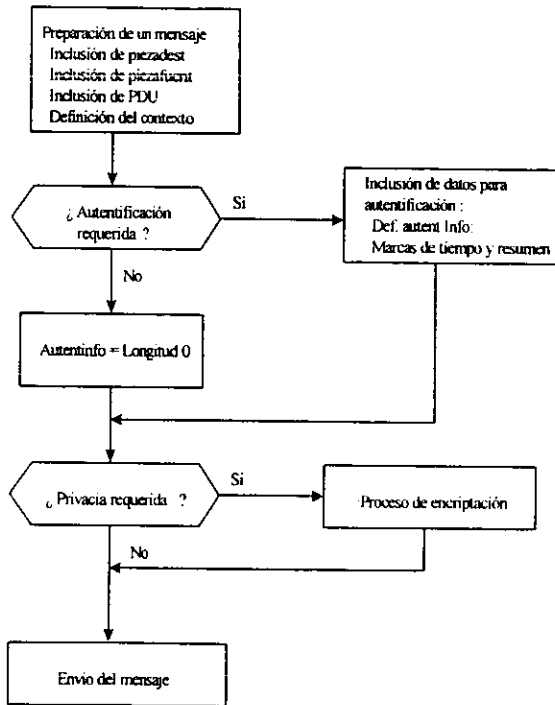 Preparación de un mensaje
Inclusión de piezadest
Inclusión de piezafuent
Inclusión de PDU
Definición del contexto
¿ Autentificación
requerida ?
Si
Inclusión de datos para
autentificación :
Def. autent Info:
Marcas de tiempo y resumen
No
Autentinfo = Longitud 0
¿ Privacia requerida ?
Si
Proceso de encriptación
No
Envio del mensaje